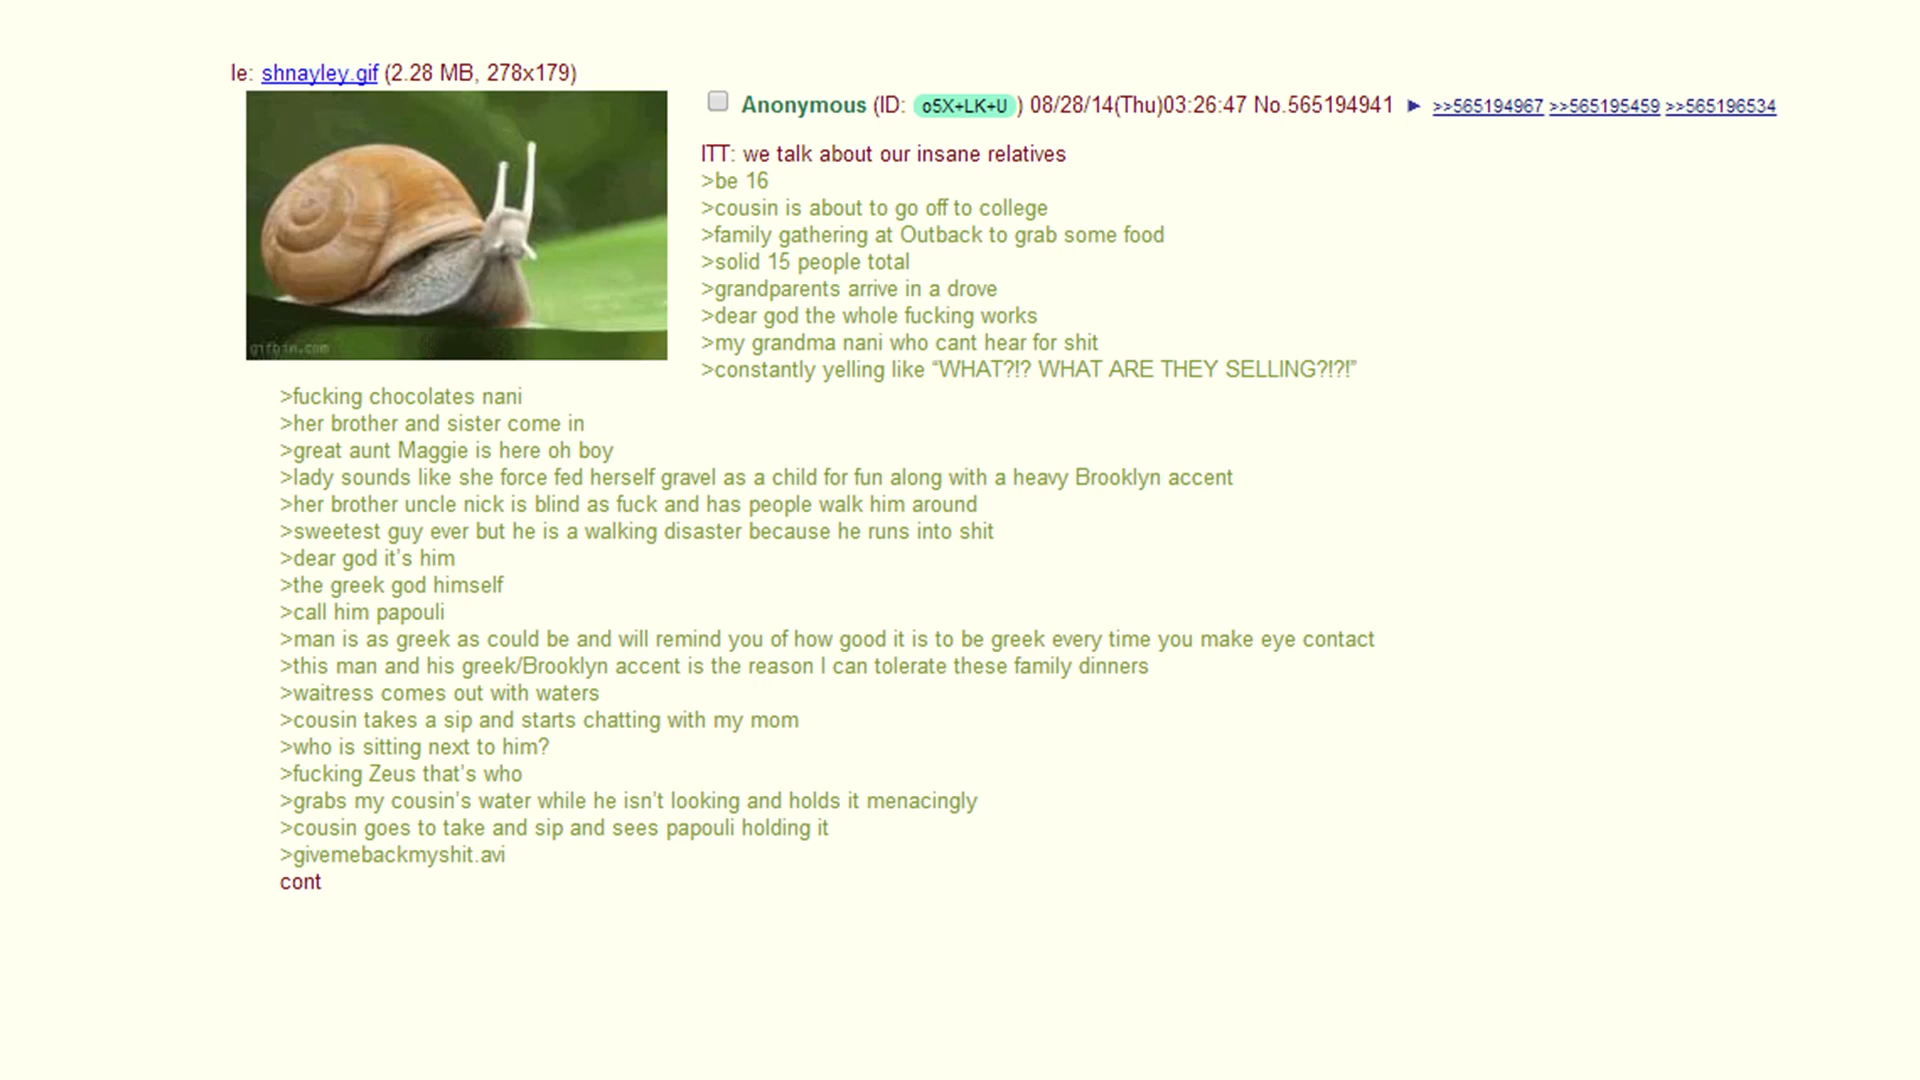 le: shnayley.gif (2.28 MB, 278x179)
Anonymous (ID: o5X+LK+U) 08/28/14(Thu)03:26:47 No.565194941 ► >>565194967 >>565195459 >>565196534
gifbin.com
ITT: we talk about our insane relatives
>be 16
>cousin is about to go off to college
>family gathering at Outback to grab some food
>solid 15 people total
>grandparents arrive in a drove
>dear god the whole fucking works
>my grandma nani who cant hear for shit
>constantly yelling like “WHAT?!? WHAT ARE THEY SELLING?!?!”
>fucking chocolates nani
>her brother and sister come in
>great aunt Maggie is here oh boy
>lady sounds like she force fed herself gravel as a child for fun along with a heavy Brooklyn accent
>her brother uncle nick is blind as fuck and has people walk him around
>sweetest guy ever but he is a walking disaster because he runs into shit
>dear god it’s him
>the greek god himself
>call him papouli
>man is as greek as could be and will remind you of how good it is to be greek every time you make eye contact
>this man and his greek/Brooklyn accent is the reason I can tolerate these family dinners
>waitress comes out with waters
>cousin takes a sip and starts chatting with my mom
>who is sitting next to him?
>fucking Zeus that’s who
>grabs my cousin’s water while he isn’t looking and holds it menacingly
>cousin goes to take and sip and sees papouli holding it
>givemebackmyshit.avi
cont